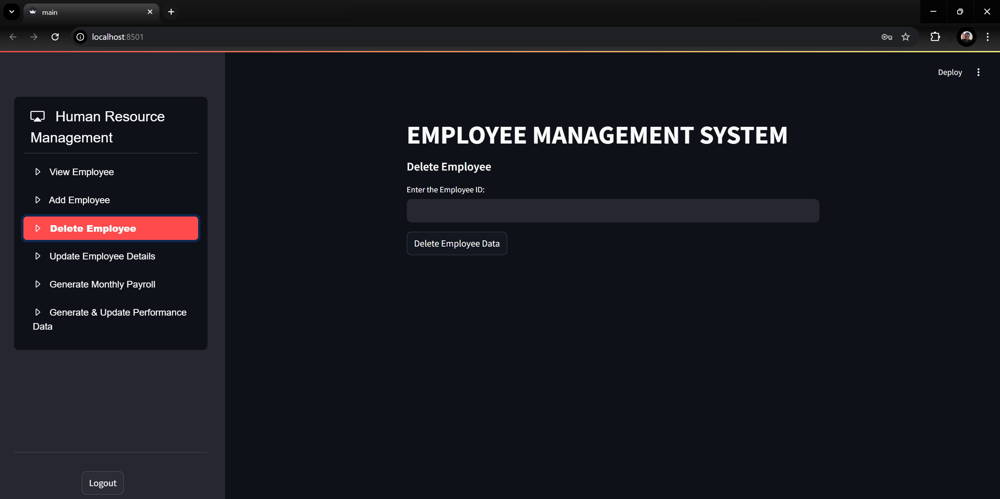 main
localhost:8501
Deploy
Human Resource
Management
View Employee
Add Employee
Delete Employee
Update Employee Details
Generate Monthly Payroll
Generate & Update Performance
Data
Logout
EMPLOYEE MANAGEMENT SYSTEM
Delete Employee
Enter the Employee ID:
Delete Employee Data